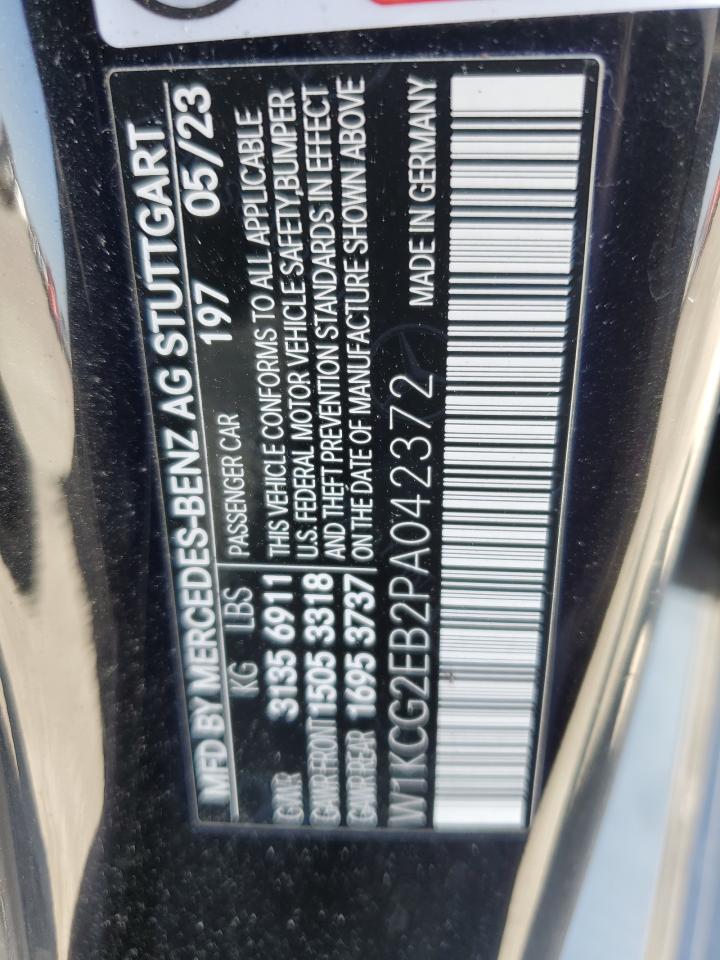 MFD BY MERCEDES-BENZ AG STUTTGART
197 05/23
KG LBS PASSENGER CAR
GVWR 3135 6911
GAWR FRONT 1505 3318
GAWR REAR 1695 3737
THIS VEHICLE CONFORMS TO ALL APPLICABLE
U.S. FEDERAL MOTOR VEHICLE SAFETY,BUMPER
AND THEFT PREVENTION STANDARDS IN EFFECT
ON THE DATE OF MANUFACTURE SHOWN ABOVE
W1KCG2EB2PA042372 MADE IN GERMANY